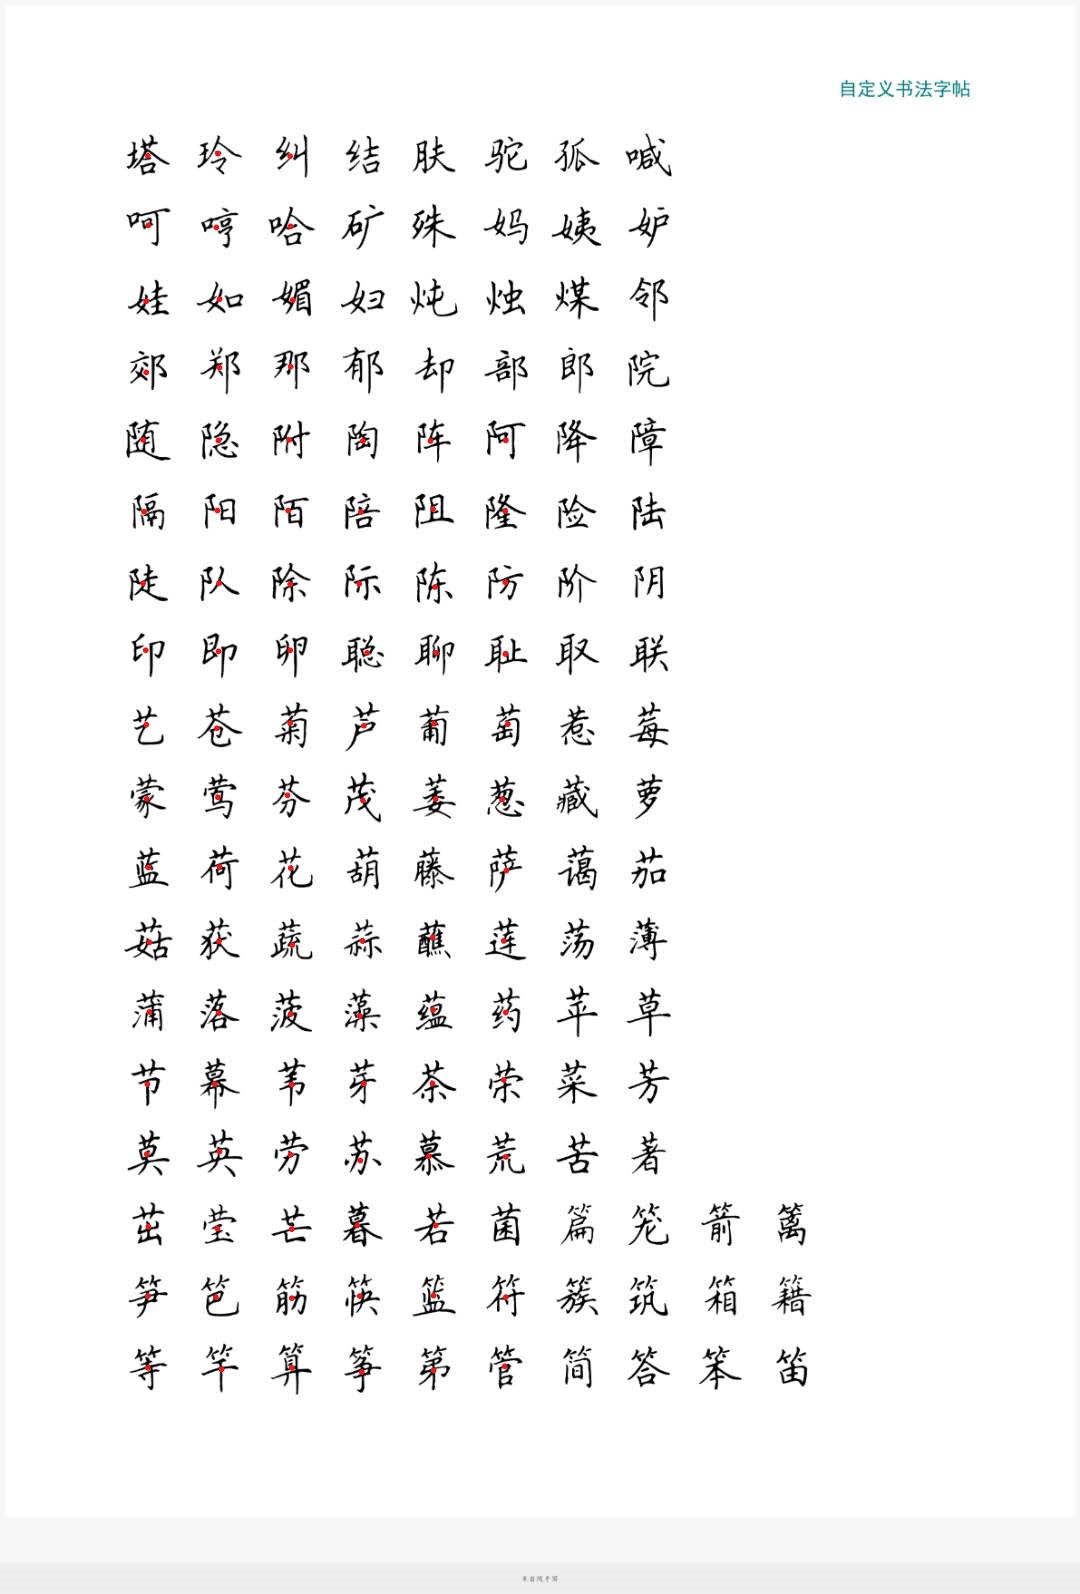 自定义书法字帖
塔 玲 纠 结 肤 驼 孤 喊
呵 哼 哈 矿 殊 妈 姨 妒
娃 如 媚 妇 炖 烛 煤 邻
郊 郑 那 郁 却 部 郎 院
随 隐 附 陶 阵 阿 降 障
隔 阳 陌 陪 阻 隆 险 陆
陡 队 除 际 陈 防 阶 阴
印 即 卵 聪 聊 耻 取 联
艺 苍 菊 芦 葡 萄 惹 莓
蒙 莺 芬 茂 萎 葱 藏 萝
蓝 荷 花 葫 藤 萨 蔼 茄
菇 获 蔬 蒜 蘸 莲 荡 薄
蒲 落 菠 藻 蕴 药 苹 草
节 幕 苇 芽 茶 荣 菜 芳
莫 英 劳 苏 慕 荒 苦 著
茁 莹 芒 暮 若 菌 篇 笼 箭 篱
笋 笆 筋 筷 篮 符 簇 筑 箱 籍
等 竿 算 筝 第 管 简 答 笨 笛
来自随手写